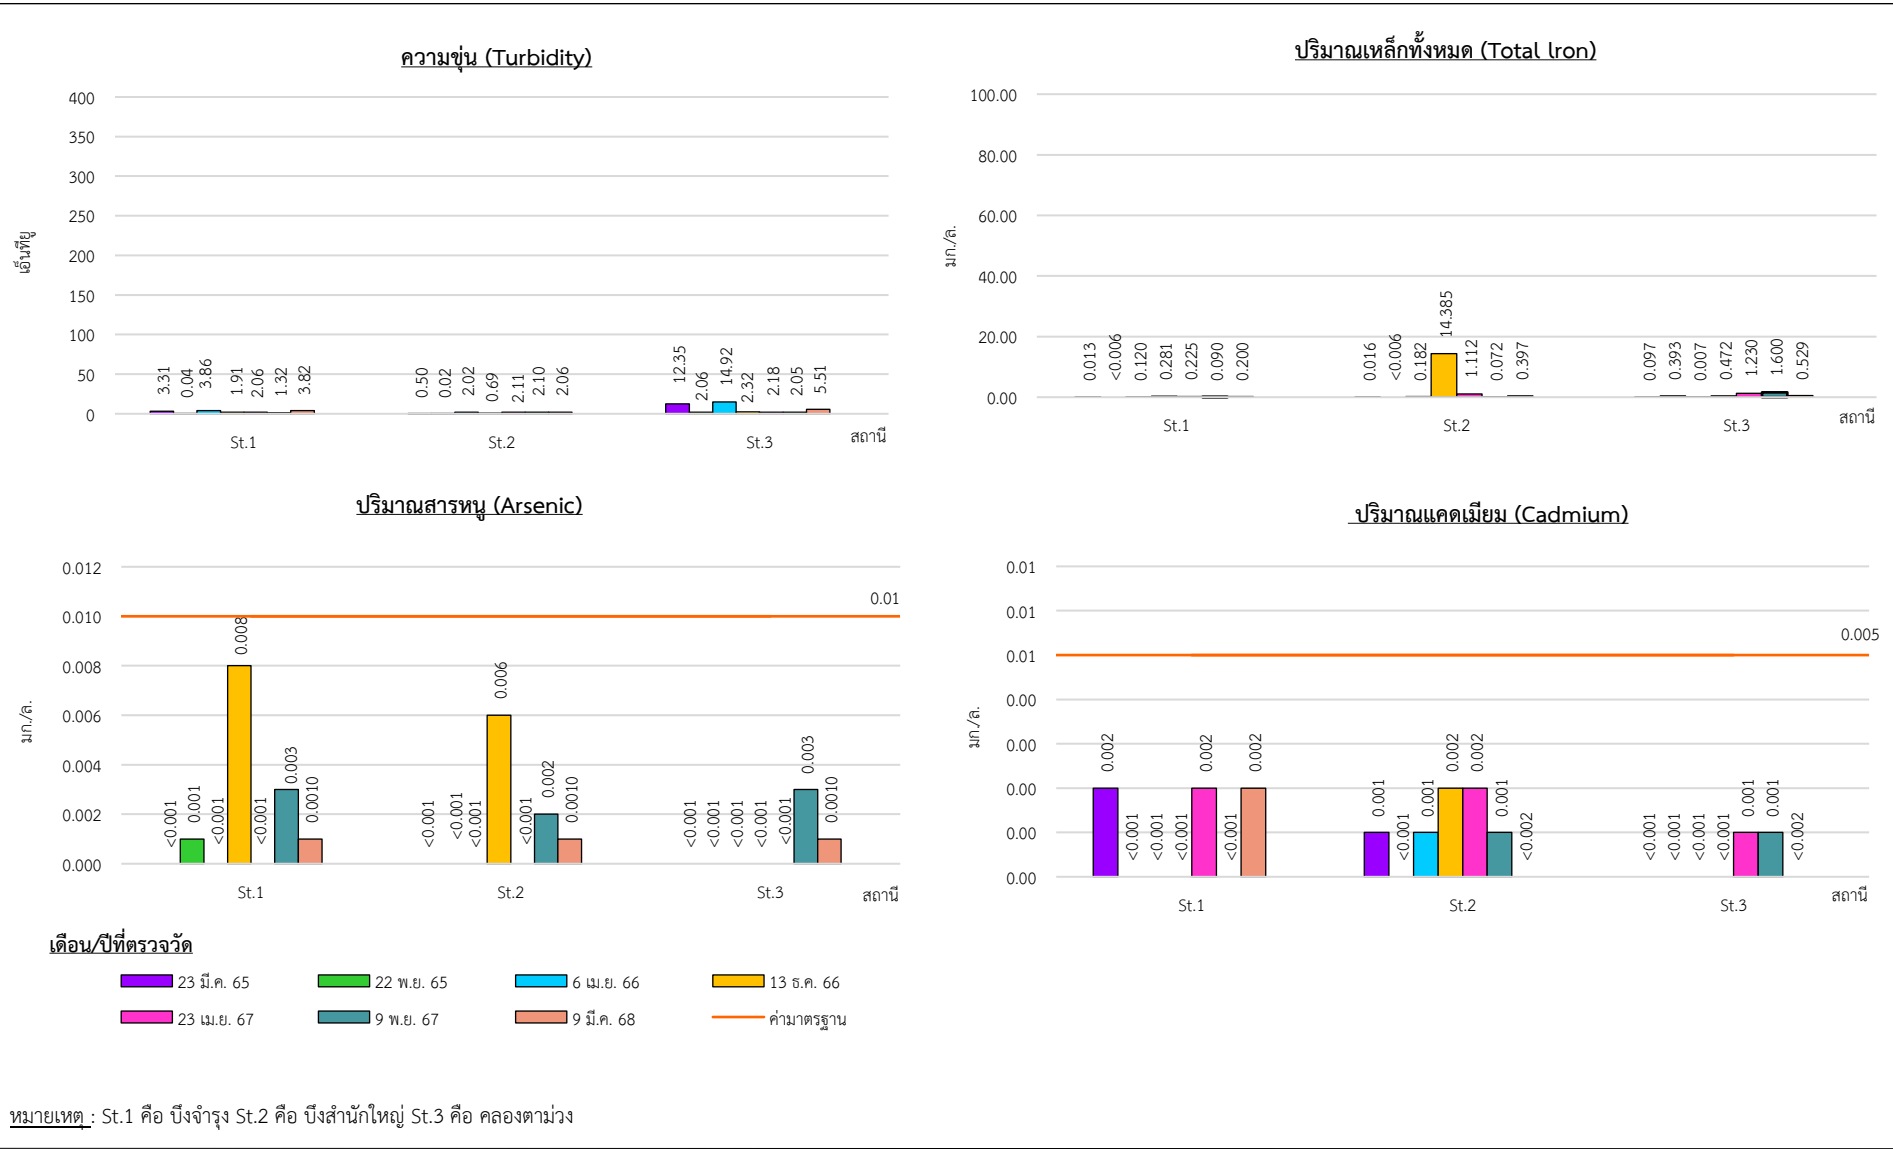 ความขุ่น (Turbidity)
400
350
300
250
200
150
100
50
0
เอ็นทียู
3.31 0.04 3.86 1.91 2.06 1.32 3.82
0.50 0.02 2.02 0.69 2.11 2.10 2.06
12.35 2.06 14.92 2.32 2.18 2.05 5.51
St.1 St.2 St.3 สถานี
ปริมาณเหล็กทั้งหมด (Total lron)
100.00
80.00
60.00
40.00
20.00
0.00
มก./ล.
0.013 <0.006 0.120 0.281 0.225 0.090 0.200
0.016 <0.006 0.182 14.385 1.112 0.072 0.397
0.097 0.393 0.007 0.472 1.230 1.600 0.529
St.1 St.2 St.3 สถานี
ปริมาณสารหนู (Arsenic)
0.012
0.010
0.008
0.006
0.004
0.002
0.000
มก./ล.
0.01
<0.001 0.001 <0.001 0.008 <0.001 0.003 0.0010
<0.001 <0.001 <0.001 0.006 <0.001 0.002 0.0010
<0.001 <0.001 <0.001 <0.001 <0.001 0.003 0.0010
St.1 St.2 St.3 สถานี
ปริมาณแคดเมียม (Cadmium)
0.01
0.01
0.01
0.00
0.00
0.00
0.00
0.00
มก./ล.
0.005
0.002 <0.001 <0.001 <0.001 0.002 <0.001 0.002
0.001 <0.001 0.001 0.002 0.002 0.001 <0.002
<0.001 <0.001 <0.001 <0.001 0.001 0.001 <0.002
St.1 St.2 St.3 สถานี
เดือน/ปีที่ตรวจวัด
23 มี.ค. 65 22 พ.ย. 65 6 เม.ย. 66 13 ธ.ค. 66
23 เม.ย. 67 9 พ.ย. 67 9 มี.ค. 68 ค่ามาตรฐาน
หมายเหตุ : St.1 คือ บึงจำรุง St.2 คือ บึงสำนักใหญ่ St.3 คือ คลองตาม่วง